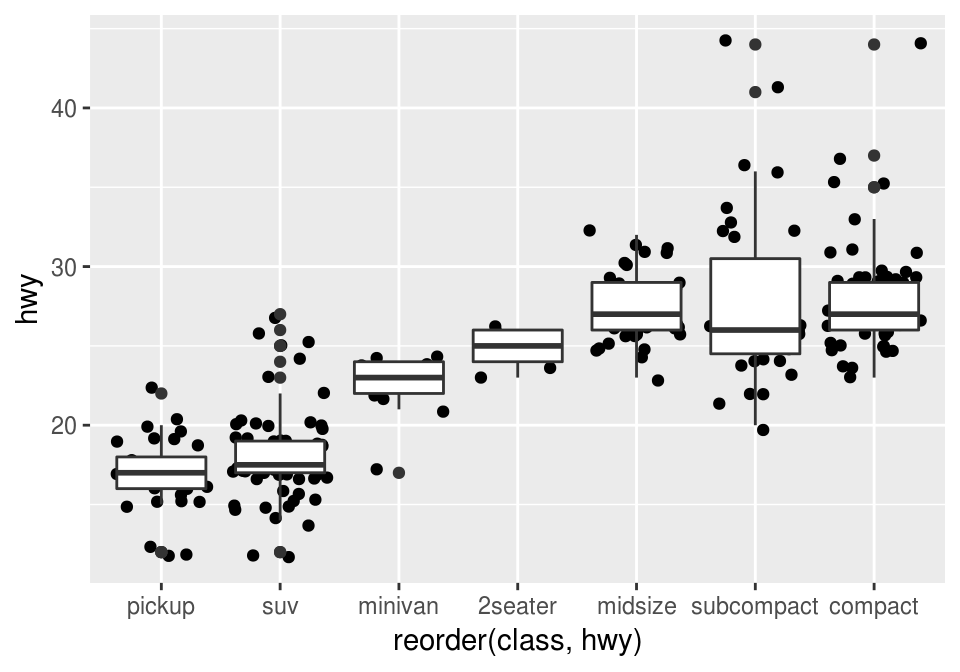 hwy
40
30
20
pickup suv minivan 2seater midsize subcompact compact
reorder(class, hwy)